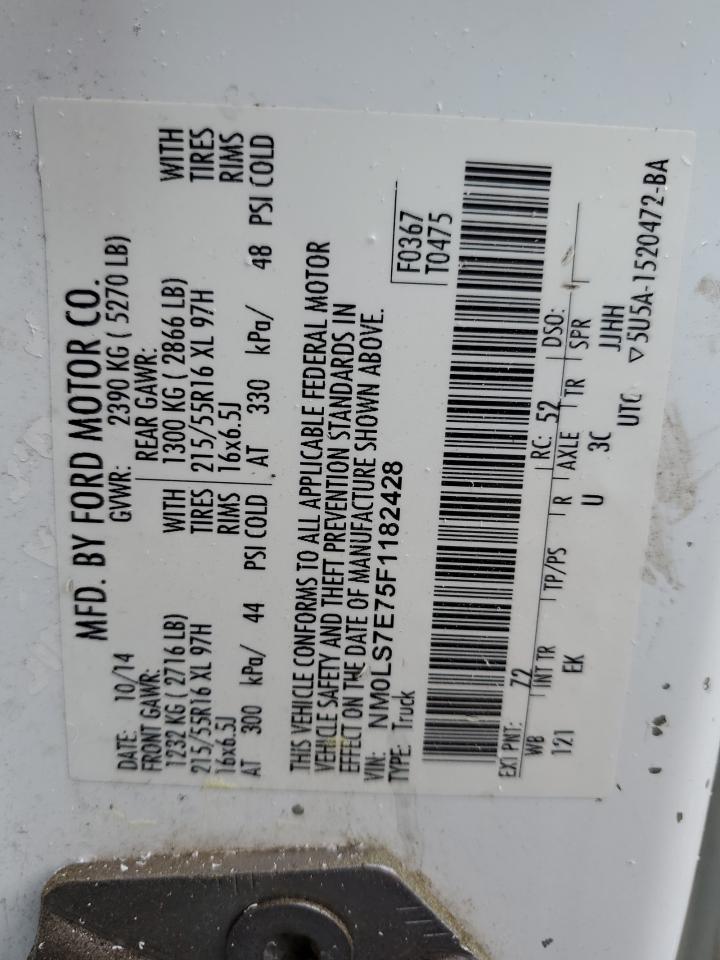 MFD. BY FORD MOTOR CO.
DATE: 10/14 GVWR: 2390 KG ( 5270 LB)
FRONT GAWR: REAR GAWR:
1232 KG ( 2716 LB) WITH 1300 KG ( 2866 LB) WITH
215/55R16 XL 97H TIRES 215/55R16 XL 97H TIRES
16x6.5J RIMS 16x6.5J RIMS
AT 300 kPa/ 44 PSI COLD AT 330 kPa/ 48 PSI COLD
THIS VEHICLE CONFORMS TO ALL APPLICABLE FEDERAL MOTOR
VEHICLE SAFETY AND THEFT PREVENTION STANDARDS IN
EFFECT ON THE DATE OF MANUFACTURE SHOWN ABOVE.
VIN: NM0LS7E75F1182428
TYPE: Truck
F0367
T0475
EXT PNT: Z2 RC: 52 DSO:
WB INT TR TP/PS R AXLE TR SPR
121 EK U 3C JJHH
UTC ▽5U5A-1520472-BA